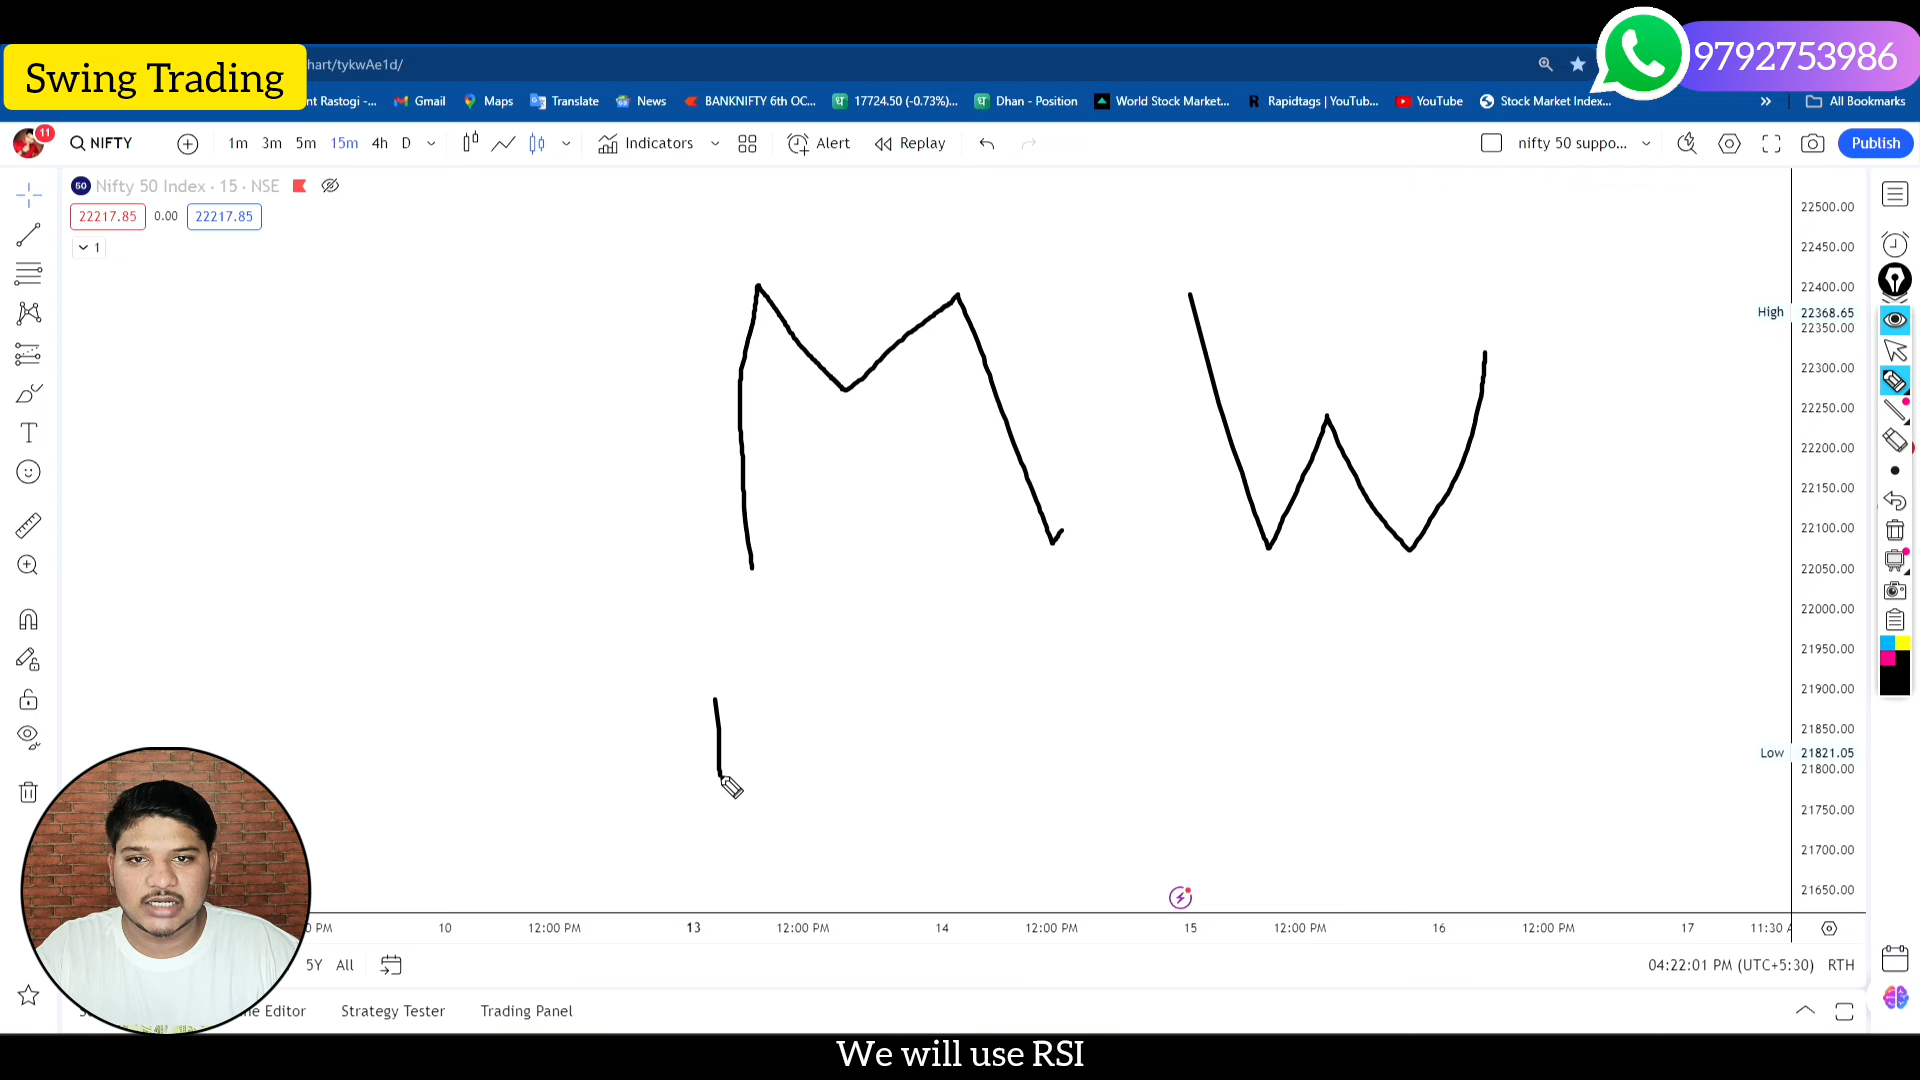 Swing Trading
9792753986
hart/tykwAe1d/
nt Rastogi -...
Gmail
Maps
Translate
News
BANKNIFTY 6th OC...
17724.50 (-0.73%)...
Dhan - Position
World Stock Market...
Rapidtags | YouTub...
YouTube
Stock Market Index...
All Bookmarks
11
NIFTY
1m 3m 5m 15m 4h D
Indicators
Alert
Replay
nifty 50 suppo...
Publish
50
Nifty 50 Index · 15 · NSE
22217.85 0.00 22217.85
1
M W
22500.00
22450.00
22400.00
High 22368.65
22350.00
22300.00
22250.00
22200.00
22150.00
22100.00
22050.00
22000.00
21950.00
21900.00
21850.00
Low 21821.05
21800.00
21750.00
21700.00
21650.00
PM 10 12:00 PM 13 12:00 PM 14 12:00 PM 15 12:00 PM 16 12:00 PM 17 11:30 A
5Y All
04:22:01 PM (UTC+5:30) RTH
ne Editor
Strategy Tester
Trading Panel
We will use RSI